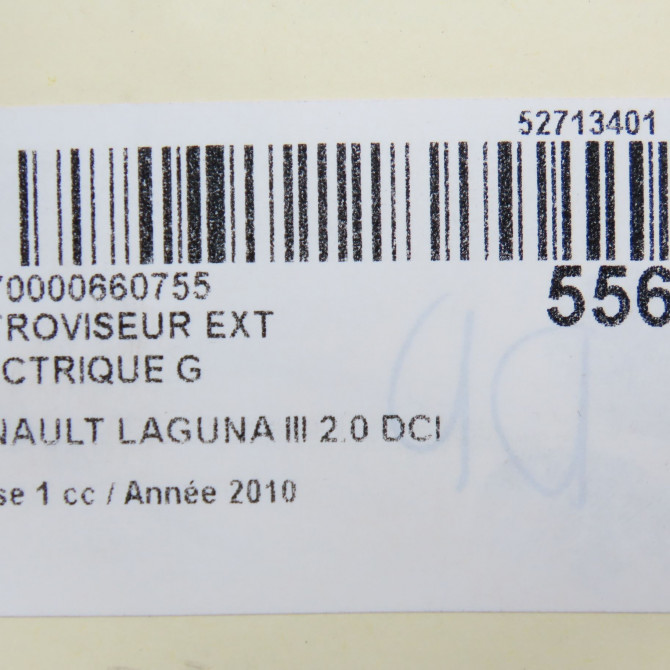 52713401
70000660755
556
TROVISEUR EXT
CTRIQUE G
NAULT LAGUNA III 2.0 DCI
se 1 cc / Année 2010